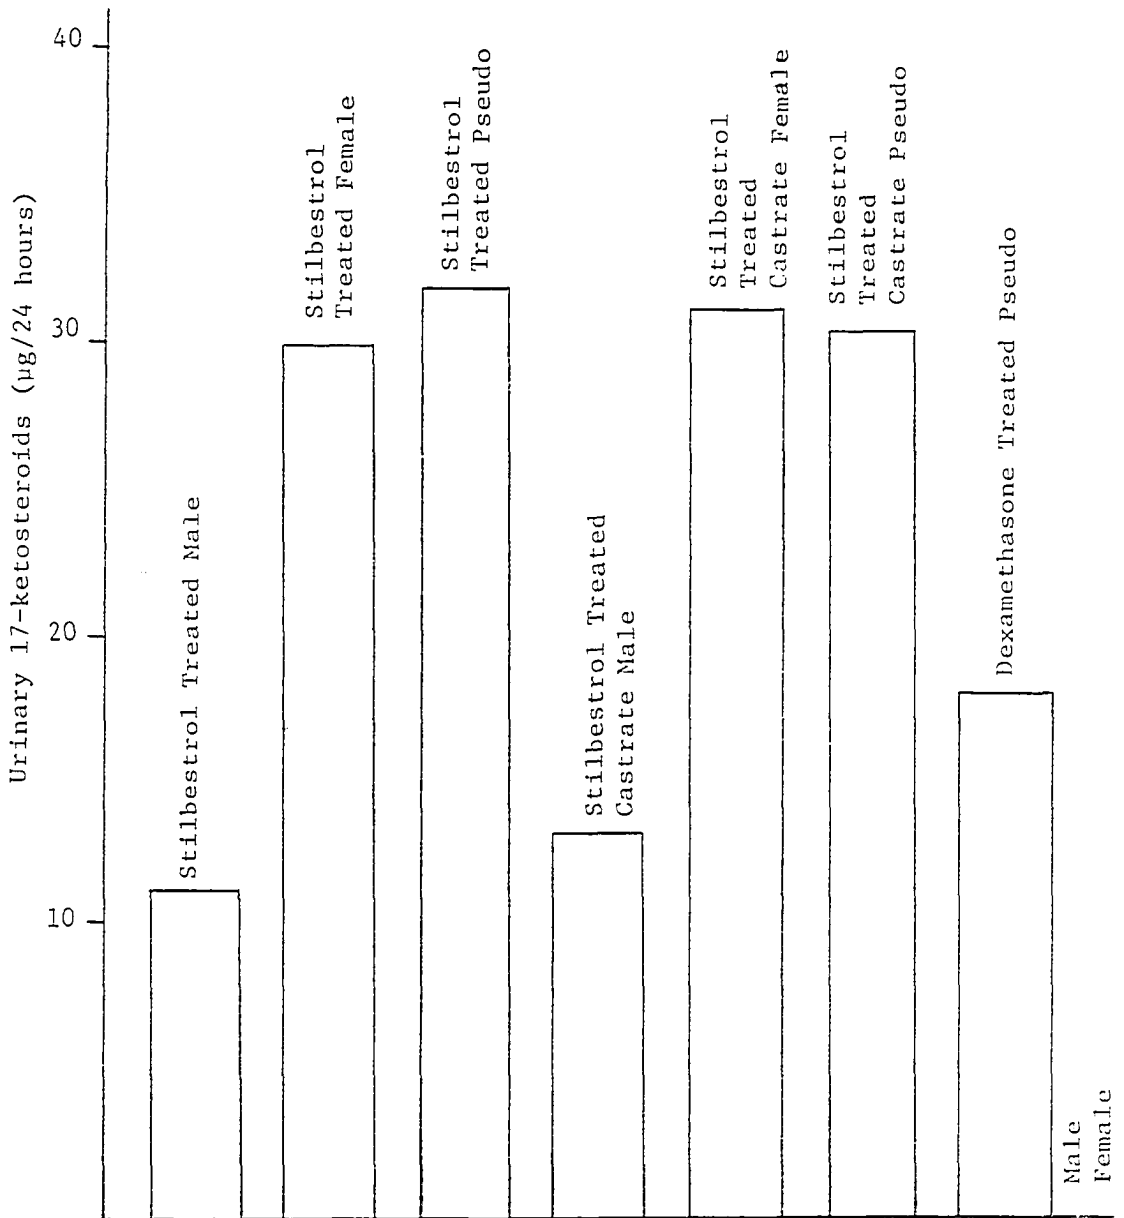 Urinary 17-ketosteroids (µg/24 hours)
40
30
20
10
Stilbestrol Treated Male
Stilbestrol
Treated Female
Stilbestrol
Treated Pseudo
Stilbestrol Treated
Castrate Male
Stilbestrol
Treated
Castrate Female
Stilbestrol
Treated
Castrate Pseudo
Dexamethasone Treated Pseudo
Male
Female